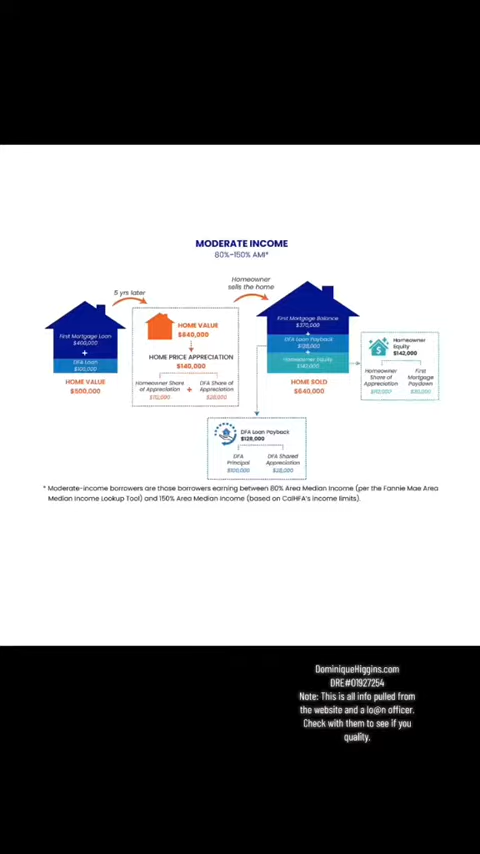 MODERATE INCOME
80%-150% AMI*
5 yrs later
Homeowner
sells the home
First Mortgage Loan
$400,000
+
DFA Loan
$100,000
HOME VALUE
$500,000
HOME VALUE
$640,000
HOME PRICE APPRECIATION
$140,000
Homeowner Share
of Appreciation
$112,000
+
DFA Share of
Appreciation
$28,000
First Mortgage Balance
$370,000
+
DFA Loan Payback
$128,000
+
Homeowner Equity
$142,000
HOME SOLD
$640,000
Homeowner
Equity
$142,000
Homeowner
Share of
Appreciation
$112,000
First
Mortgage
Paydown
$30,000
DFA Loan Payback
$128,000
DFA
Principal
$100,000
DFA Shared
Appreciation
$28,000
* Moderate-income borrowers are those borrowers earning between 80% Area Median Income (per the Fannie Mae Area
Median Income Lookup Tool) and 150% Area Median Income (based on CalHFA's income limits).
DominiqueHiggins.com
DRE#01927254
Note: This is all info pulled from
the website and a lo@n officer.
Check with them to see if you
quality.